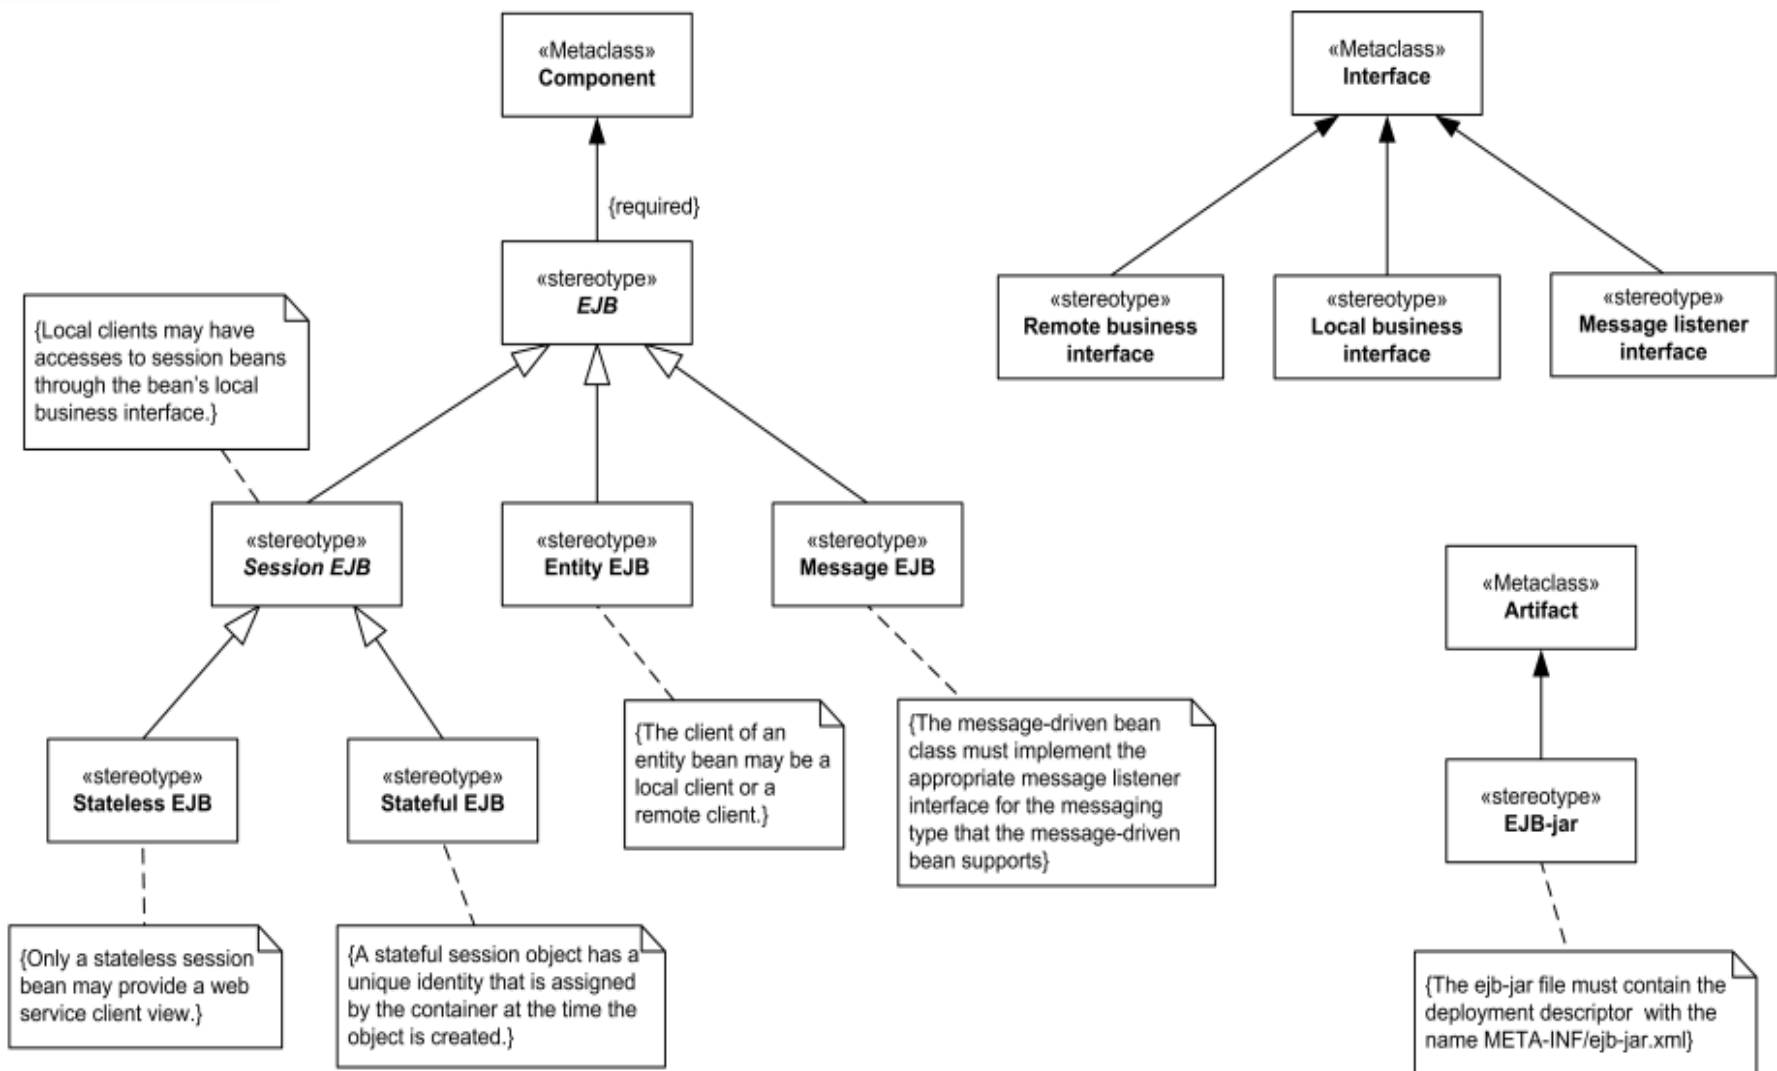 «Metaclass»
Component
«Metaclass»
Interface
{required}
«stereotype»
EJB
«stereotype»
Remote business
interface
«stereotype»
Local business
interface
«stereotype»
Message listener
interface
{Local clients may have
accesses to session beans
through the bean's local
business interface.}
«stereotype»
Session EJB
«stereotype»
Entity EJB
«stereotype»
Message EJB
«Metaclass»
Artifact
«stereotype»
Stateless EJB
«stereotype»
Stateful EJB
{The client of an
entity bean may be a
local client or a
remote client.}
{The message-driven bean
class must implement the
appropriate message listener
interface for the messaging
type that the message-driven
bean supports}
«stereotype»
EJB-jar
{Only a stateless session
bean may provide a web
service client view.}
{A stateful session object has a
unique identity that is assigned
by the container at the time the
object is created.}
{The ejb-jar file must contain the
deployment descriptor with the
name META-INF/ejb-jar.xml}